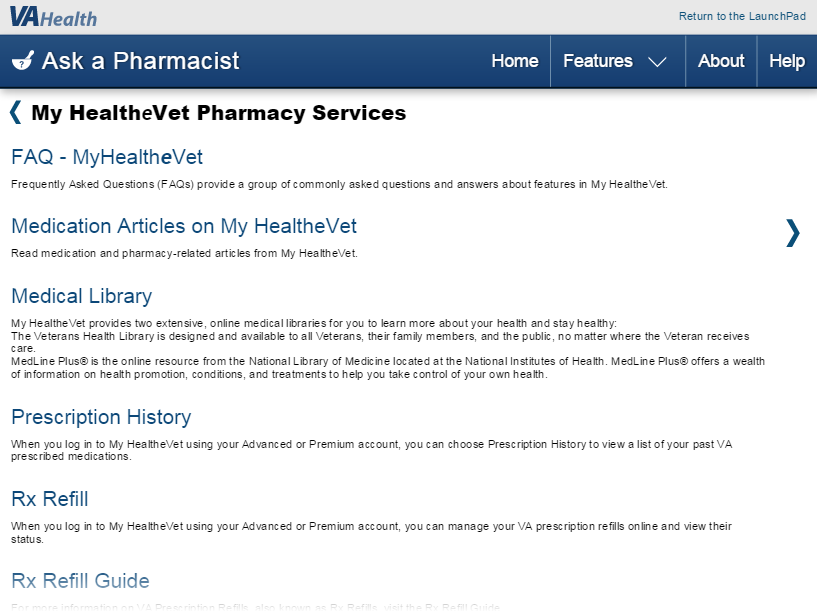 VA Health
Return to the LaunchPad
Ask a Pharmacist
Home
Features
About
Help
My HealtheVet Pharmacy Services
FAQ - MyHealtheVet
Frequently Asked Questions (FAQs) provide a group of commonly asked questions and answers about features in My HealtheVet.
Medication Articles on My HealtheVet
Read medication and pharmacy-related articles from My HealtheVet.
Medical Library
My HealtheVet provides two extensive, online medical libraries for you to learn more about your health and stay healthy:
The Veterans Health Library is designed and available to all Veterans, their family members, and the public, no matter where the Veteran receives
care.
MedLine Plus® is the online resource from the National Library of Medicine located at the National Institutes of Health. MedLine Plus® offers a wealth
of information on health promotion, conditions, and treatments to help you take control of your own health.
Prescription History
When you log in to My HealtheVet using your Advanced or Premium account, you can choose Prescription History to view a list of your past VA
prescribed medications.
Rx Refill
When you log in to My HealtheVet using your Advanced or Premium account, you can manage your VA prescription refills online and view their
status.
Rx Refill Guide
For more information on VA Prescription Refills, also known as Rx Refills, visit the Rx Refill Guide.